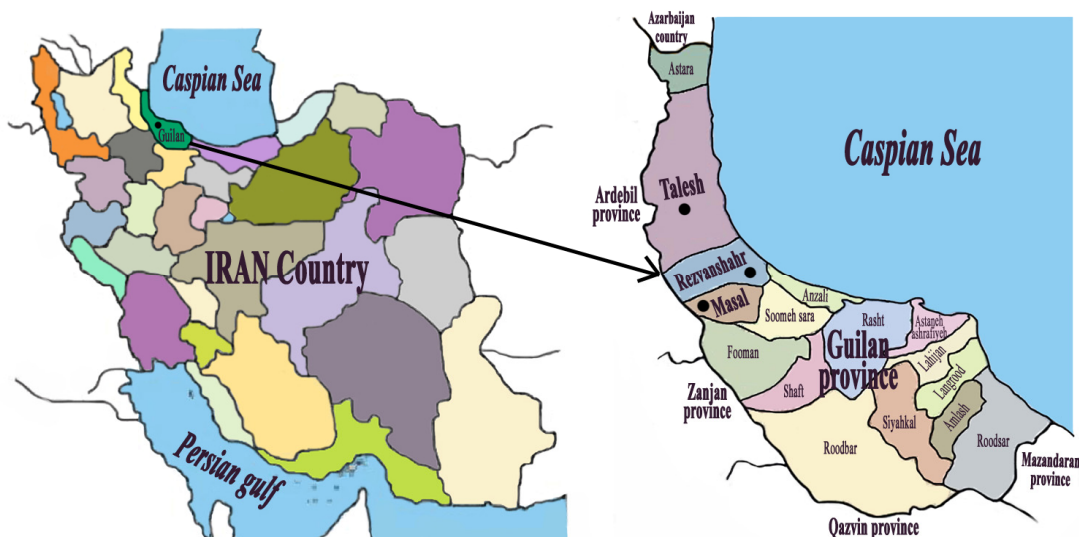 Caspian Sea
Guilan
IRAN Country
Persian gulf
Azarbaijan
country
Astara
Caspian Sea
Talesh
Ardebil
province
Rezvanshahr
Masal
Anzali
Soomeh sara
Rasht
Astaneh
ashrafiyeh
Guilan
province
Lahijan
Fooman
Langrood
Zanjan
province
Shaft
Siyahkal
Amlash
Roodbar
Roodsar
Mazandaran
province
Qazvin province